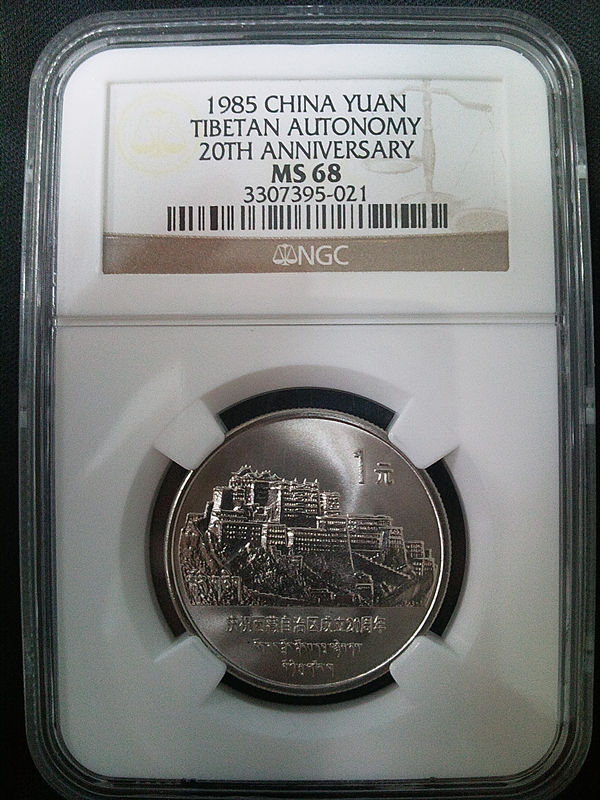 1985 CHINA YUAN
TIBETAN AUTONOMY
20TH ANNIVERSARY
MS 68
3307395-021
NGC
1元
庆祝西藏自治区成立20周年